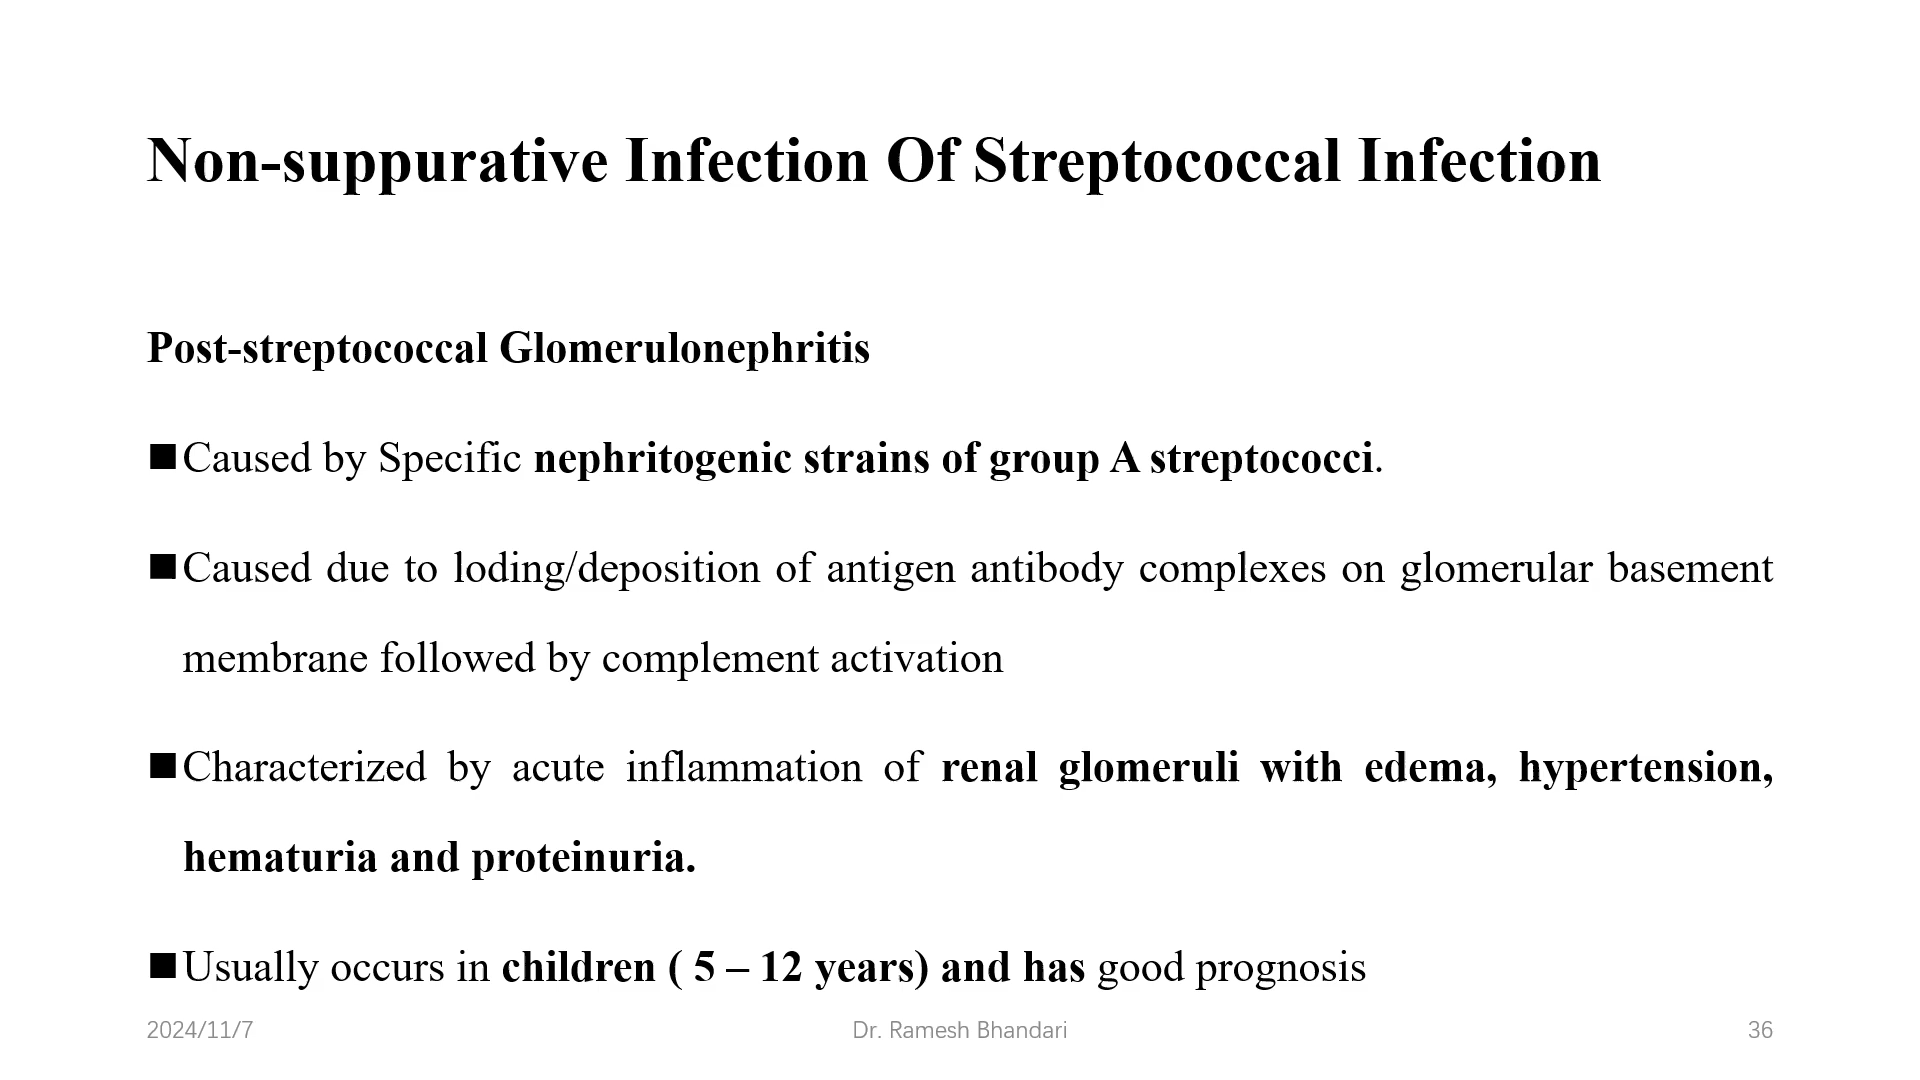 Non-suppurative Infection Of Streptococcal Infection
Post-streptococcal Glomerulonephritis
■Caused by Specific nephritogenic strains of group A streptococci.
■Caused due to loding/deposition of antigen antibody complexes on glomerular basement
membrane followed by complement activation
■Characterized by acute inflammation of renal glomeruli with edema, hypertension,
hematuria and proteinuria.
■Usually occurs in children ( 5 – 12 years) and has good prognosis
2024/11/7
Dr. Ramesh Bhandari
36